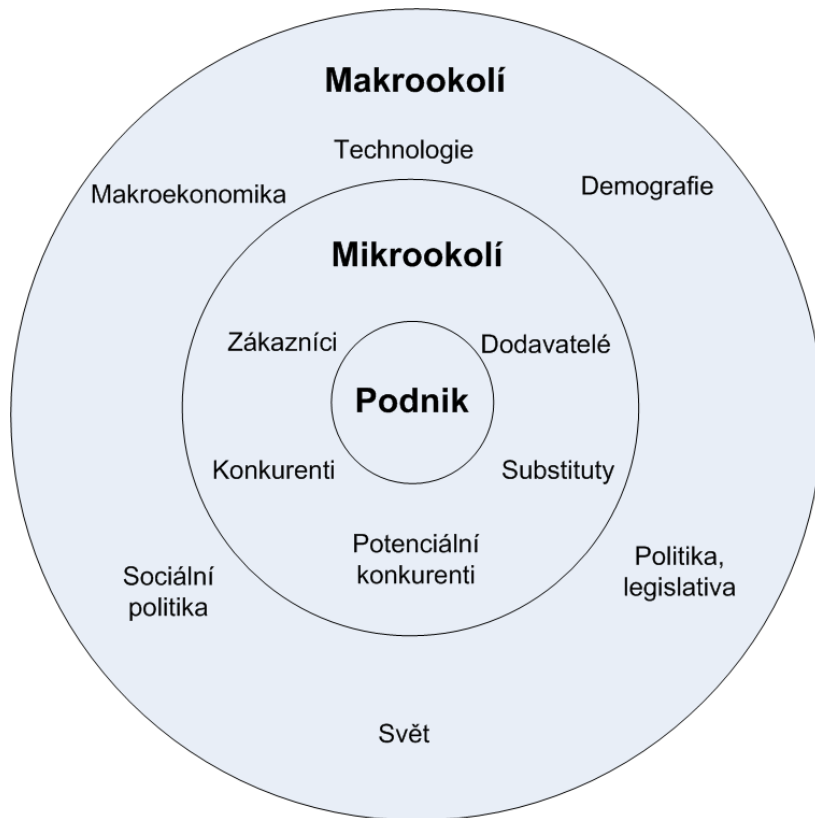 Makrookolí
Technologie
Makroekonomika
Demografie
Mikrookolí
Zákazníci
Dodavatelé
Podnik
Konkurenti
Substituty
Potenciální
konkurenti
Sociální
politika
Politika,
legislativa
Svět